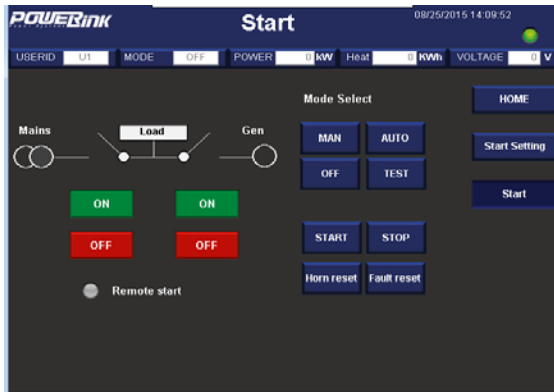 POWERink Start 08/25/2015 14:09:52
USERID U1 MODE OFF POWER 0 kW Heat 0 KWh VOLTAGE 0 V
Mode Select HOME
Mains Load Gen MAN AUTO
Start Setting
OFF TEST
ON ON Start
OFF OFF START STOP
Horn reset Fault reset
Remote start